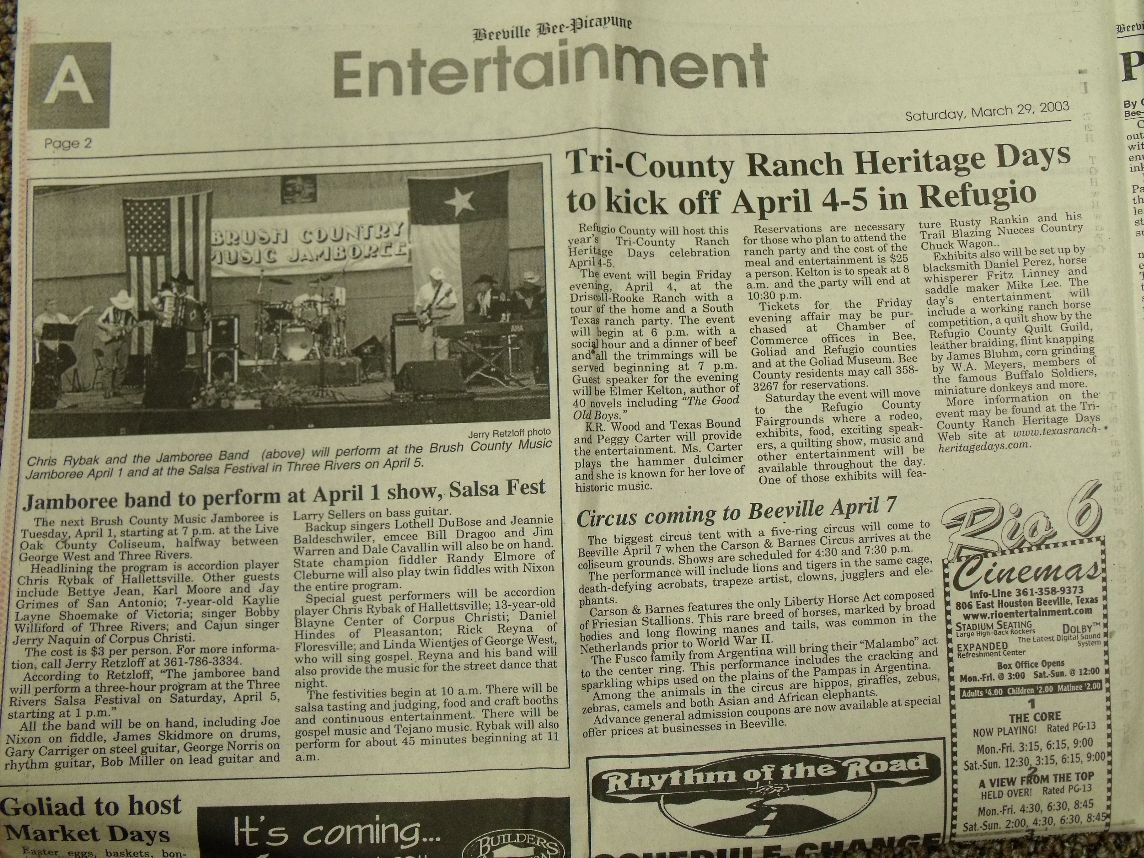 Beeville Bee-Picayune
Entertainment
A
Page 2
Saturday, March 29, 2003
BRUSH COUNTRY
MUSIC JAMBOREE
Jerry Retzloff photo
Chris Rybak and the Jamboree Band (above) will perform at the Brush County Music
Jamboree April 1 and at the Salsa Festival in Three Rivers on April 5.
Jamboree band to perform at April 1 show, Salsa Fest
The next Brush County Music Jamboree is
Tuesday, April 1, starting at 7 p.m. at the Live
Oak County Coliseum, halfway between
George West and Three Rivers.
Headlining the program is accordion player
Chris Rybak of Hallettsville. Other guests
include Bettye Jean, Karl Moore and Jay
Grimes of San Antonio; 7-year-old Kaylie
Layne Shoemake of Victoria; singer Bobby
Williford of Three Rivers; and Cajun singer
Jerry Naquin of Corpus Christi.
The cost is $3 per person. For more informa-
tion, call Jerry Retzloff at 361-786-3334.
According to Retzloff, "The jamboree band
will perform a three-hour program at the Three
Rivers Salsa Festival on Saturday, April 5,
starting at 1 p.m."
All the band will be on hand, including Joe
Nixon on fiddle, James Skidmore on drums,
Gary Carriger on steel guitar, George Norris on
rhythm guitar, Bob Miller on lead guitar and
Larry Sellers on bass guitar.
Backup singers Lothell DuBose and Jeannie
Baldeschwiler, emcee Bill Dragoo and Jim
Warren and Dale Cavallin will also be on hand.
State champion fiddler Randy Elmore of
Cleburne will also play twin fiddles with Nixon
the entire program.
Special guest performers will be accordion
player Chris Rybak of Hallettsville; 13-year-old
Blayne Center of Corpus Christi; Daniel
Hindes of Pleasanton; Rick Reyna of
Floresville; and Linda Wientjes of George West,
who will sing gospel. Reyna and his band will
also provide the music for the street dance that
night.
The festivities begin at 10 a.m. There will be
salsa tasting and judging, food and craft booths
and continuous entertainment. There will be
gospel music and Tejano music. Rybak will also
perform for about 45 minutes beginning at 11
a.m.
Tri-County Ranch Heritage Days
to kick off April 4-5 in Refugio
Refugio County will host this
year's Tri-County Ranch
Heritage Days celebration
April 4-5.
The event will begin Friday
evening, April 4, at the
Driscoll-Rooke Ranch with a
tour of the home and a South
Texas ranch party. The event
will begin at 6 p.m. with a
social hour and a dinner of beef
and all the trimmings will be
served beginning at 7 p.m.
Guest speaker for the evening
will be Elmer Kelton, author of
40 novels including "The Good
Old Boys."
K.R. Wood and Texas Bound
and Peggy Carter will provide
the entertainment. Ms. Carter
plays the hammer dulcimer
and she is known for her love of
historic music.
Reservations are necessary
for those who plan to attend the
ranch party and the cost of the
meal and entertainment is $25
a person. Kelton is to speak at 8
a.m. and the party will end at
10:30 p.m.
Tickets for the Friday
evening affair may be pur-
chased at Chamber of
Commerce offices in Bee,
Goliad and Refugio counties
and at the Goliad Museum. Bee
County residents may call 358-
3267 for reservations.
Saturday the event will move
to the Refugio County
Fairgrounds where a rodeo,
exhibits, food, exciting speak-
ers, a quilting show, music and
other entertainment will be
available throughout the day.
One of those exhibits will fea-
ture Rusty Rankin and his
Trail Blazing Nueces Country
Chuck Wagon..
Exhibits also will be set up by
blacksmith Daniel Perez, horse
whisperer Fritz Linney and
saddle maker Mike Lee. The
day's entertainment will
include a working ranch horse
competition, a quilt show by the
Refugio County Quilt Guild,
leather braiding, flint knapping
by James Bluhm, corn grinding
by W.A. Meyers, members of
the famous Buffalo Soldiers,
miniature donkeys and more.
More information on the
event may be found at the Tri-
County Ranch Heritage Days
Web site at www.texasranch-
heritagedays.com.
Circus coming to Beeville April 7
The biggest circus tent with a five-ring circus will come to
Beeville April 7 when the Carson & Barnes Circus arrives at the
coliseum grounds. Shows are scheduled for 4:30 and 7:30 p.m.
The performance will include lions and tigers in the same cage,
death-defying acrobats, trapeze artist, clowns, jugglers and ele-
phants.
Carson & Barnes features the only Liberty Horse Act composed
of Friesian Stallions. This rare breed of horses, marked by broad
bodies and long flowing manes and tails, was common in the
Netherlands prior to World War II.
The Fusco family from Argentina will bring their "Malambo" act
to the center ring. This performance includes the cracking and
sparkling whips used on the plains of the Pampas in Argentina.
Among the animals in the circus are hippos, giraffes, zebus,
zebras, camels and both Asian and African elephants.
Advance general admission coupons are now available at special
offer prices at businesses in Beeville.
Rio 6
Cinemas
Info-Line 361-358-9373
806 East Houston Beeville, Texas
www.rioentertainment.com
STADIUM SEATING
Large High-Back Rockers
DOLBY™
The Latest Digital Sound
System
EXPANDED
Refreshment Center
Box Office Opens
Mon.-Fri. @ 3:00 Sat.-Sun. @ 12:00
Adults $4.00 Children $2.00 Matinee $2.00
1
THE CORE
NOW PLAYING! Rated PG-13
Mon.-Fri. 3:15, 6:15, 9:00
Sat.-Sun. 12:30, 3:15, 6:15, 9:00
2
A VIEW FROM THE TOP
HELD OVER! Rated PG-13
Mon.-Fri. 4:30, 6:30, 8:45
Sat.-Sun. 2:00, 4:30, 6:30, 8:45
3
Goliad to host
Market Days
Easter eggs, baskets, bon-
It's coming...
BUILDERS
Rhythm of the Road
SCHEDULE CHANGE